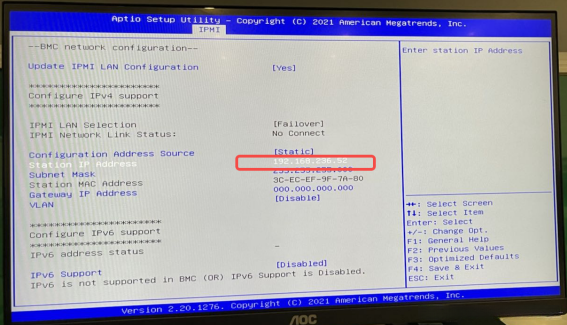 Aptio Setup Utility - Copyright (C) 2021 American Megatrends, Inc.
IPMI
--BMC network configuration--
Update IPMI LAN Configuration [Yes]
***********************
Configure IPv4 support
***********************
IPMI LAN Selection [Failover]
IPMI Network Link Status: No Connect
Configuration Address Source [Static]
Station IP Address 192.168.236.52
Subnet Mask 255.255.255.000
Station MAC Address 3C-EC-EF-9F-7A-80
Gateway IP Address 000.000.000.000
VLAN [Disable]
***********************
Configure IPv6 support
***********************
IPv6 address status -
IPv6 Support [Disabled]
IPv6 is not supported in BMC (OR) IPv6 Support is Disabled.
Enter station IP Address
→←: Select Screen
↑↓: Select Item
Enter: Select
+/-: Change Opt.
F1: General Help
F2: Previous Values
F3: Optimized Defaults
F4: Save & Exit
ESC: Exit
Version 2.20.1276. Copyright (C) 2021 American Megatrends, Inc.
AOC